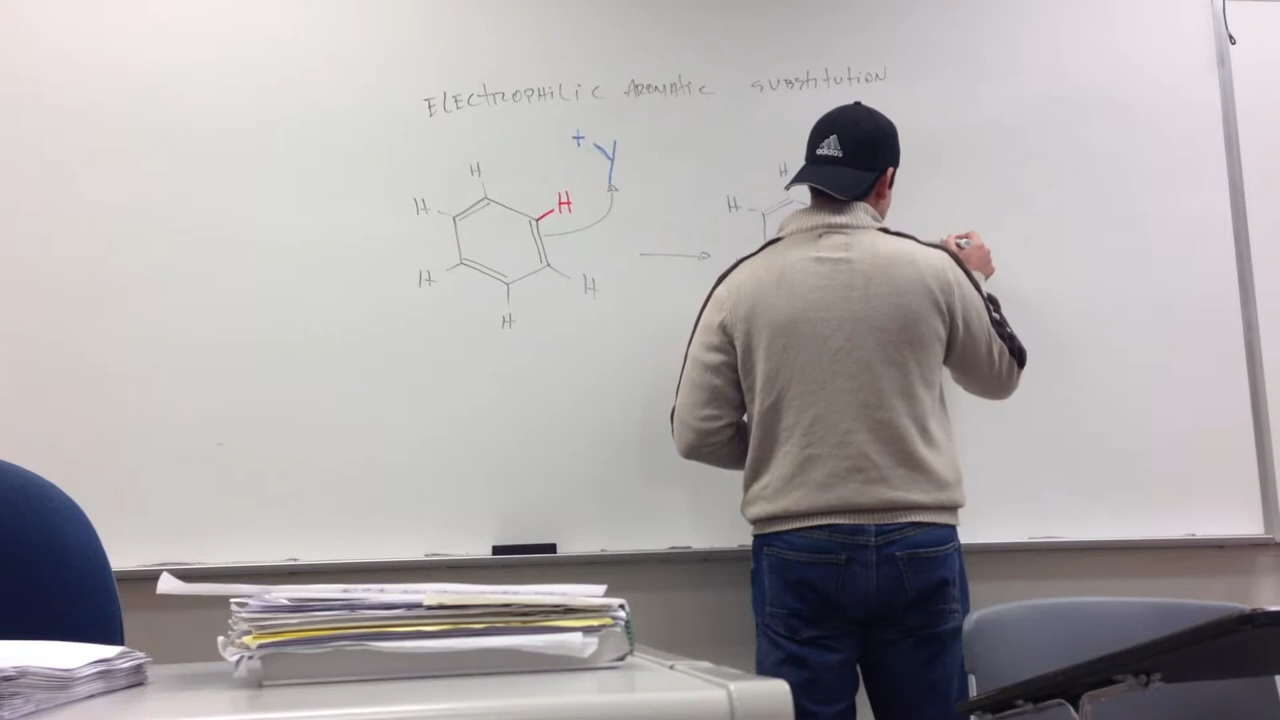 ELECTROPHILIC AROMATIC SUBSTITUTION
+ Y
H H H H
H
adidas
H H
H